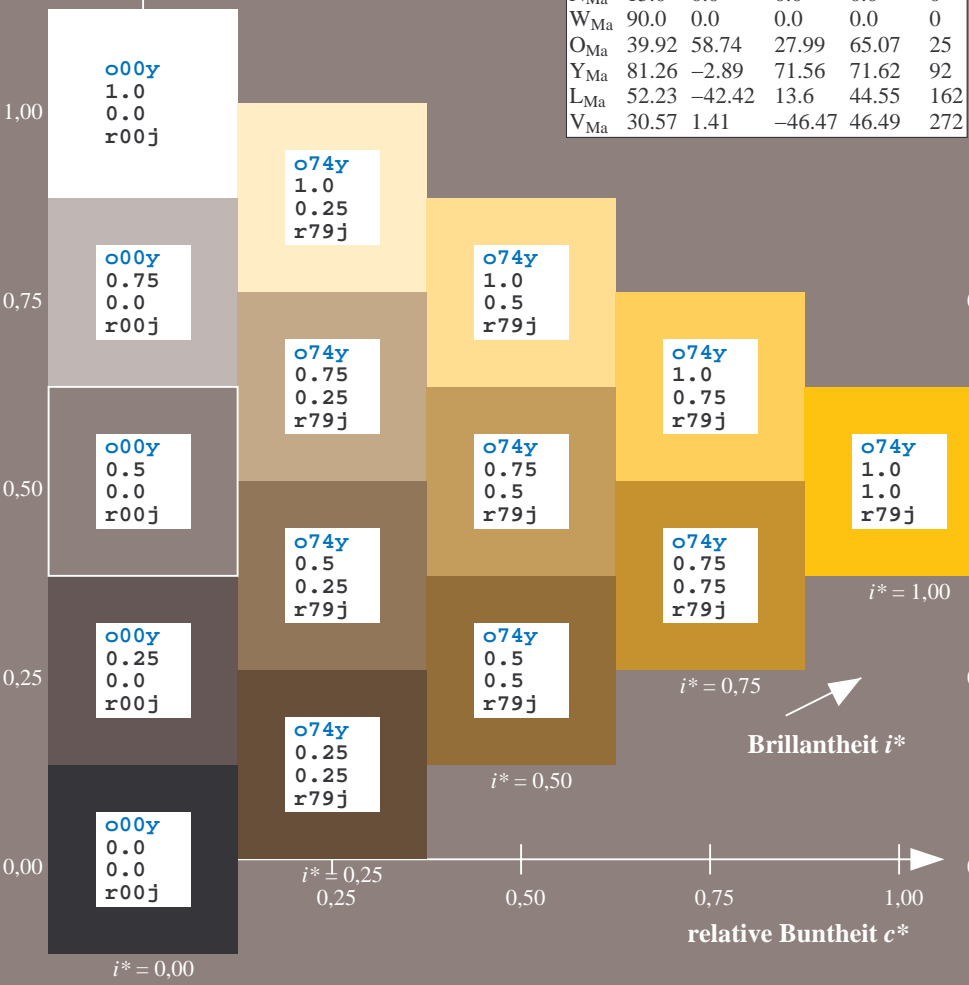 W_Ma 90.0 0.0 0.0 0.0 0
O_Ma 39.92 58.74 27.99 65.07 25
Y_Ma 81.26 −2.89 71.56 71.62 92
L_Ma 52.23 −42.42 13.6 44.55 162
V_Ma 30.57 1.41 −46.47 46.49 272
o00y
1.0
0.0
r00j
1,00
o74y
1.0
0.25
r79j
o00y
0.75
0.0
r00j
o74y
1.0
0.5
r79j
0,75
o74y
0.75
0.25
r79j
o74y
1.0
0.75
r79j
o00y
0.5
0.0
r00j
o74y
0.75
0.5
r79j
o74y
1.0
1.0
r79j
0,50
o74y
0.5
0.25
r79j
o74y
0.75
0.75
r79j
i* = 1,00
o00y
0.25
0.0
r00j
o74y
0.5
0.5
r79j
0,25
i* = 0,75
o74y
0.25
0.25
r79j
Brillantheit i*
i* = 0,50
o00y
0.0
0.0
r00j
0,00
i* = 0,25
0,25 0,50 0,75 1,00
relative Buntheit c*
i* = 0,00